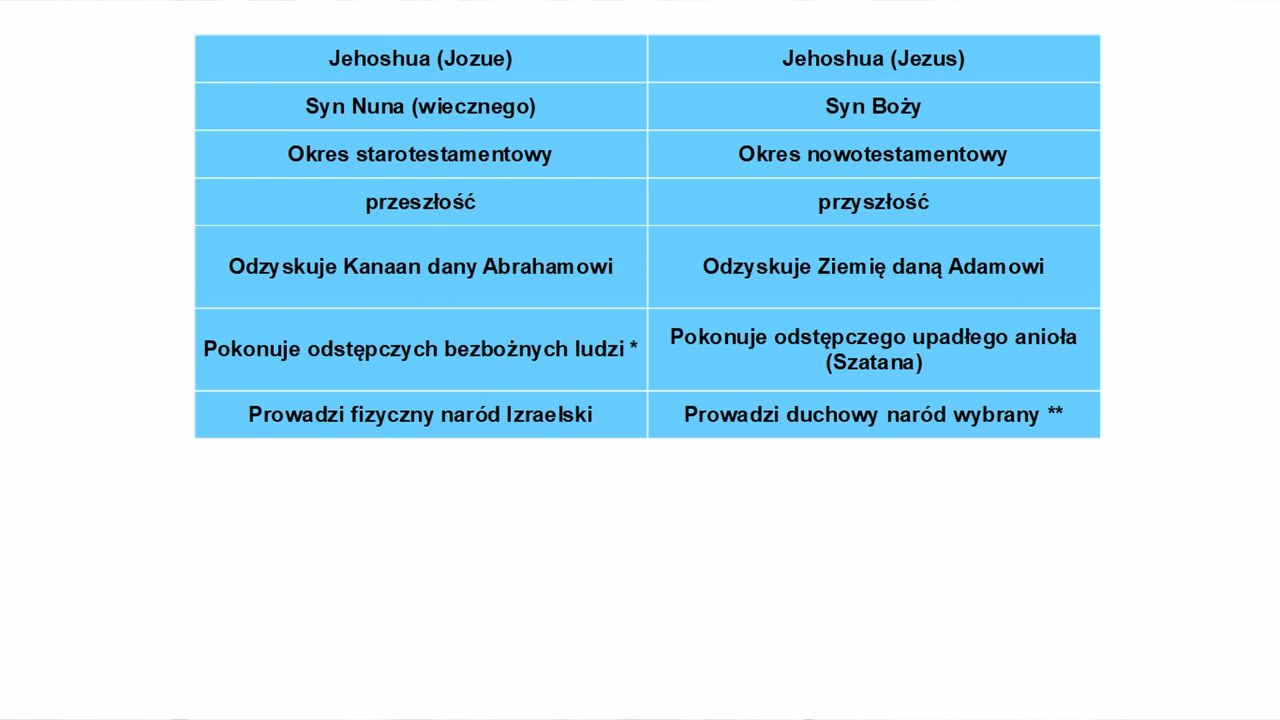 Jehoshua (Jozue)
Jehoshua (Jezus)
Syn Nuna (wiecznego)
Syn Boży
Okres starotestamentowy
Okres nowotestamentowy
przeszłość
przyszłość
Odzyskuje Kanaan dany Abrahamowi
Odzyskuje Ziemię daną Adamowi
Pokonuje odstępczych bezbożnych ludzi *
Pokonuje odstępczego upadłego anioła
(Szatana)
Prowadzi fizyczny naród Izraelski
Prowadzi duchowy naród wybrany **